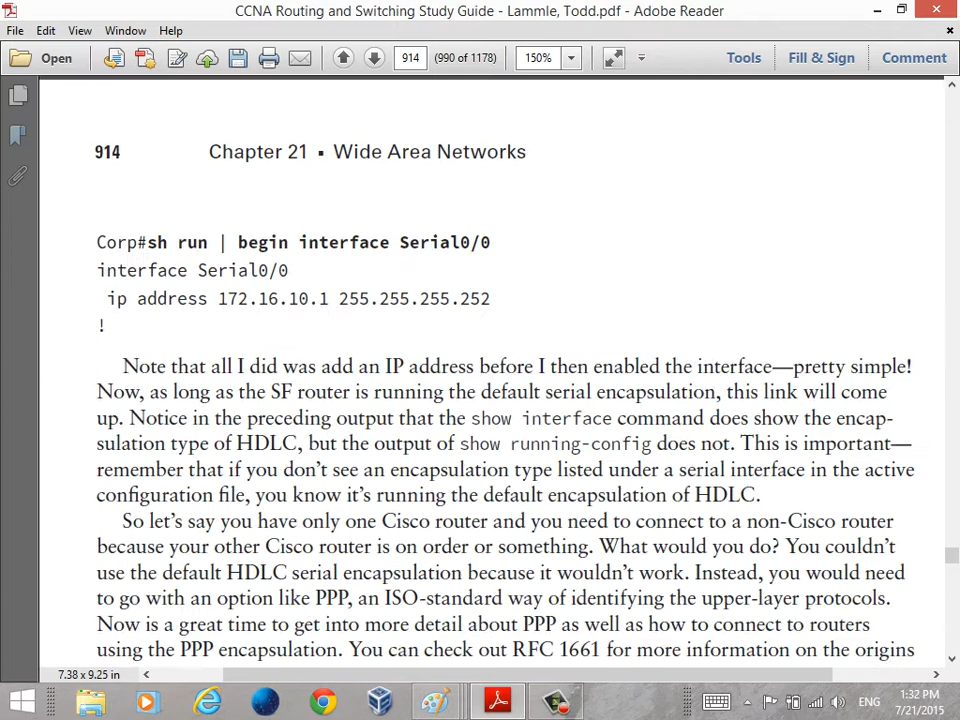 CCNA Routing and Switching Study Guide - Lammle, Todd.pdf - Adobe Reader
File Edit View Window Help
Open 914 (990 of 1178) 150% Tools Fill & Sign Comment
914 Chapter 21 ▪ Wide Area Networks
Corp#sh run | begin interface Serial0/0
interface Serial0/0
ip address 172.16.10.1 255.255.255.252
!
Note that all I did was add an IP address before I then enabled the interface—pretty simple!
Now, as long as the SF router is running the default serial encapsulation, this link will come
up. Notice in the preceding output that the show interface command does show the encap-
sulation type of HDLC, but the output of show running-config does not. This is important—
remember that if you don't see an encapsulation type listed under a serial interface in the active
configuration file, you know it's running the default encapsulation of HDLC.
So let's say you have only one Cisco router and you need to connect to a non-Cisco router
because your other Cisco router is on order or something. What would you do? You couldn't
use the default HDLC serial encapsulation because it wouldn't work. Instead, you would need
to go with an option like PPP, an ISO-standard way of identifying the upper-layer protocols.
Now is a great time to get into more detail about PPP as well as how to connect to routers
using the PPP encapsulation. You can check out RFC 1661 for more information on the origins
7.38 x 9.25 in
ENG 1:32 PM
7/21/2015